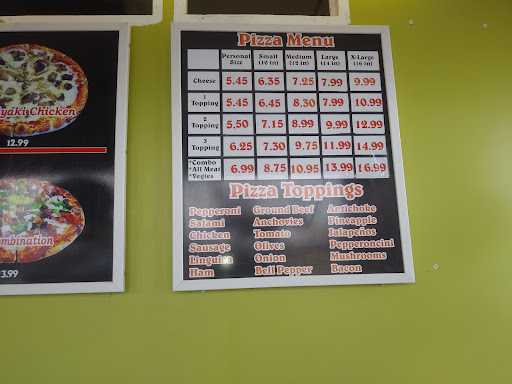 yaki Chicken
12.99
ombination
3.99
Pizza Menu
Personal Size Small (10 in) Medium (12 in) Large (14 in) X-Large (16 in)
Cheese 5.45 6.35 7.25 7.99 9.99
1 Topping 5.45 6.45 8.30 7.99 10.99
2 Topping 5.50 7.15 8.99 9.99 12.99
3 Topping 6.25 7.30 9.75 11.99 14.99
*Combo *All Meat *Vegies 6.99 8.75 10.95 13.99 16.99
Pizza Toppings
Pepperoni Ground Beef Artichoke
Salami Anchovies Pineapple
Chicken Tomato Jalapeños
Sausage Olives Pepperoncini
Linguica Onion Mushrooms
Ham Bell Pepper Bacon